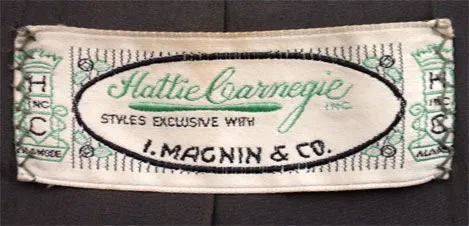 Hattie Carnegie
INC
STYLES EXCLUSIVE WITH
I. MAGNIN & CO.
H
INC
C
H
INC